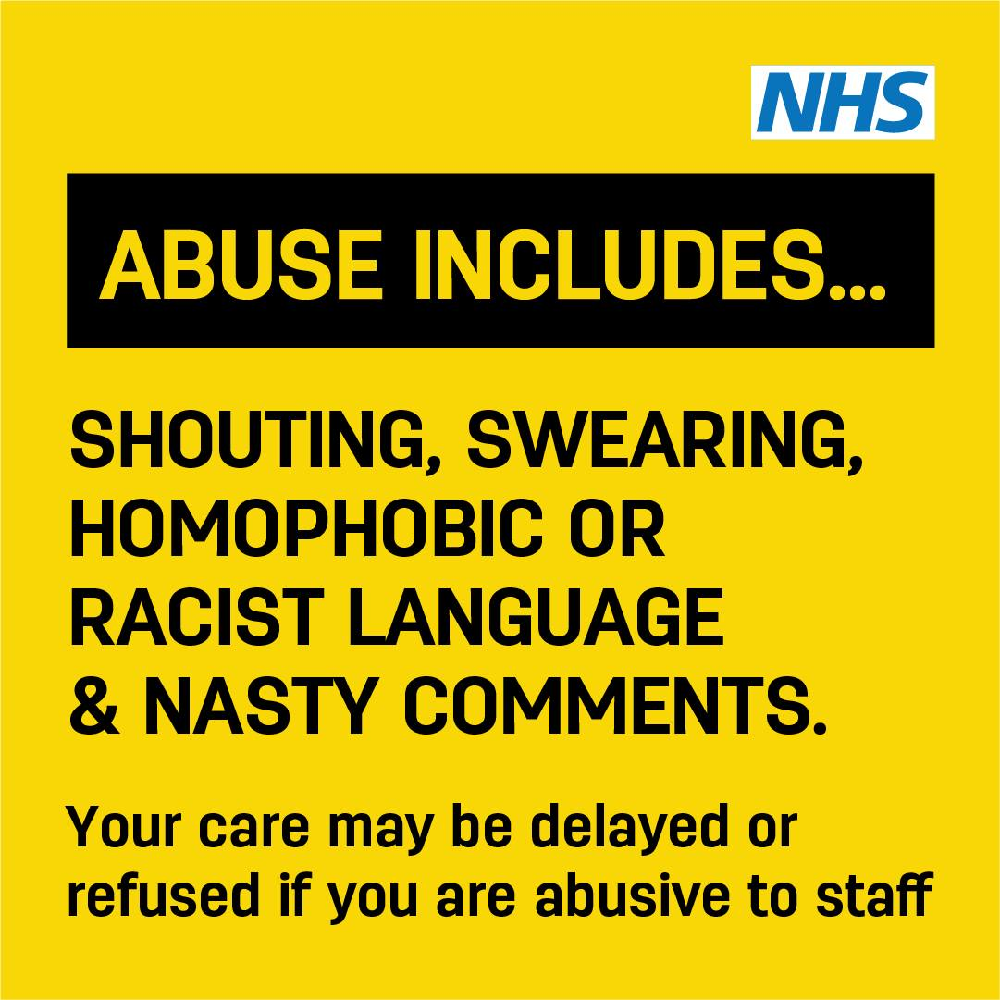 NHS
ABUSE INCLUDES...
SHOUTING, SWEARING,
HOMOPHOBIC OR
RACIST LANGUAGE
& NASTY COMMENTS.
Your care may be delayed or
refused if you are abusive to staff